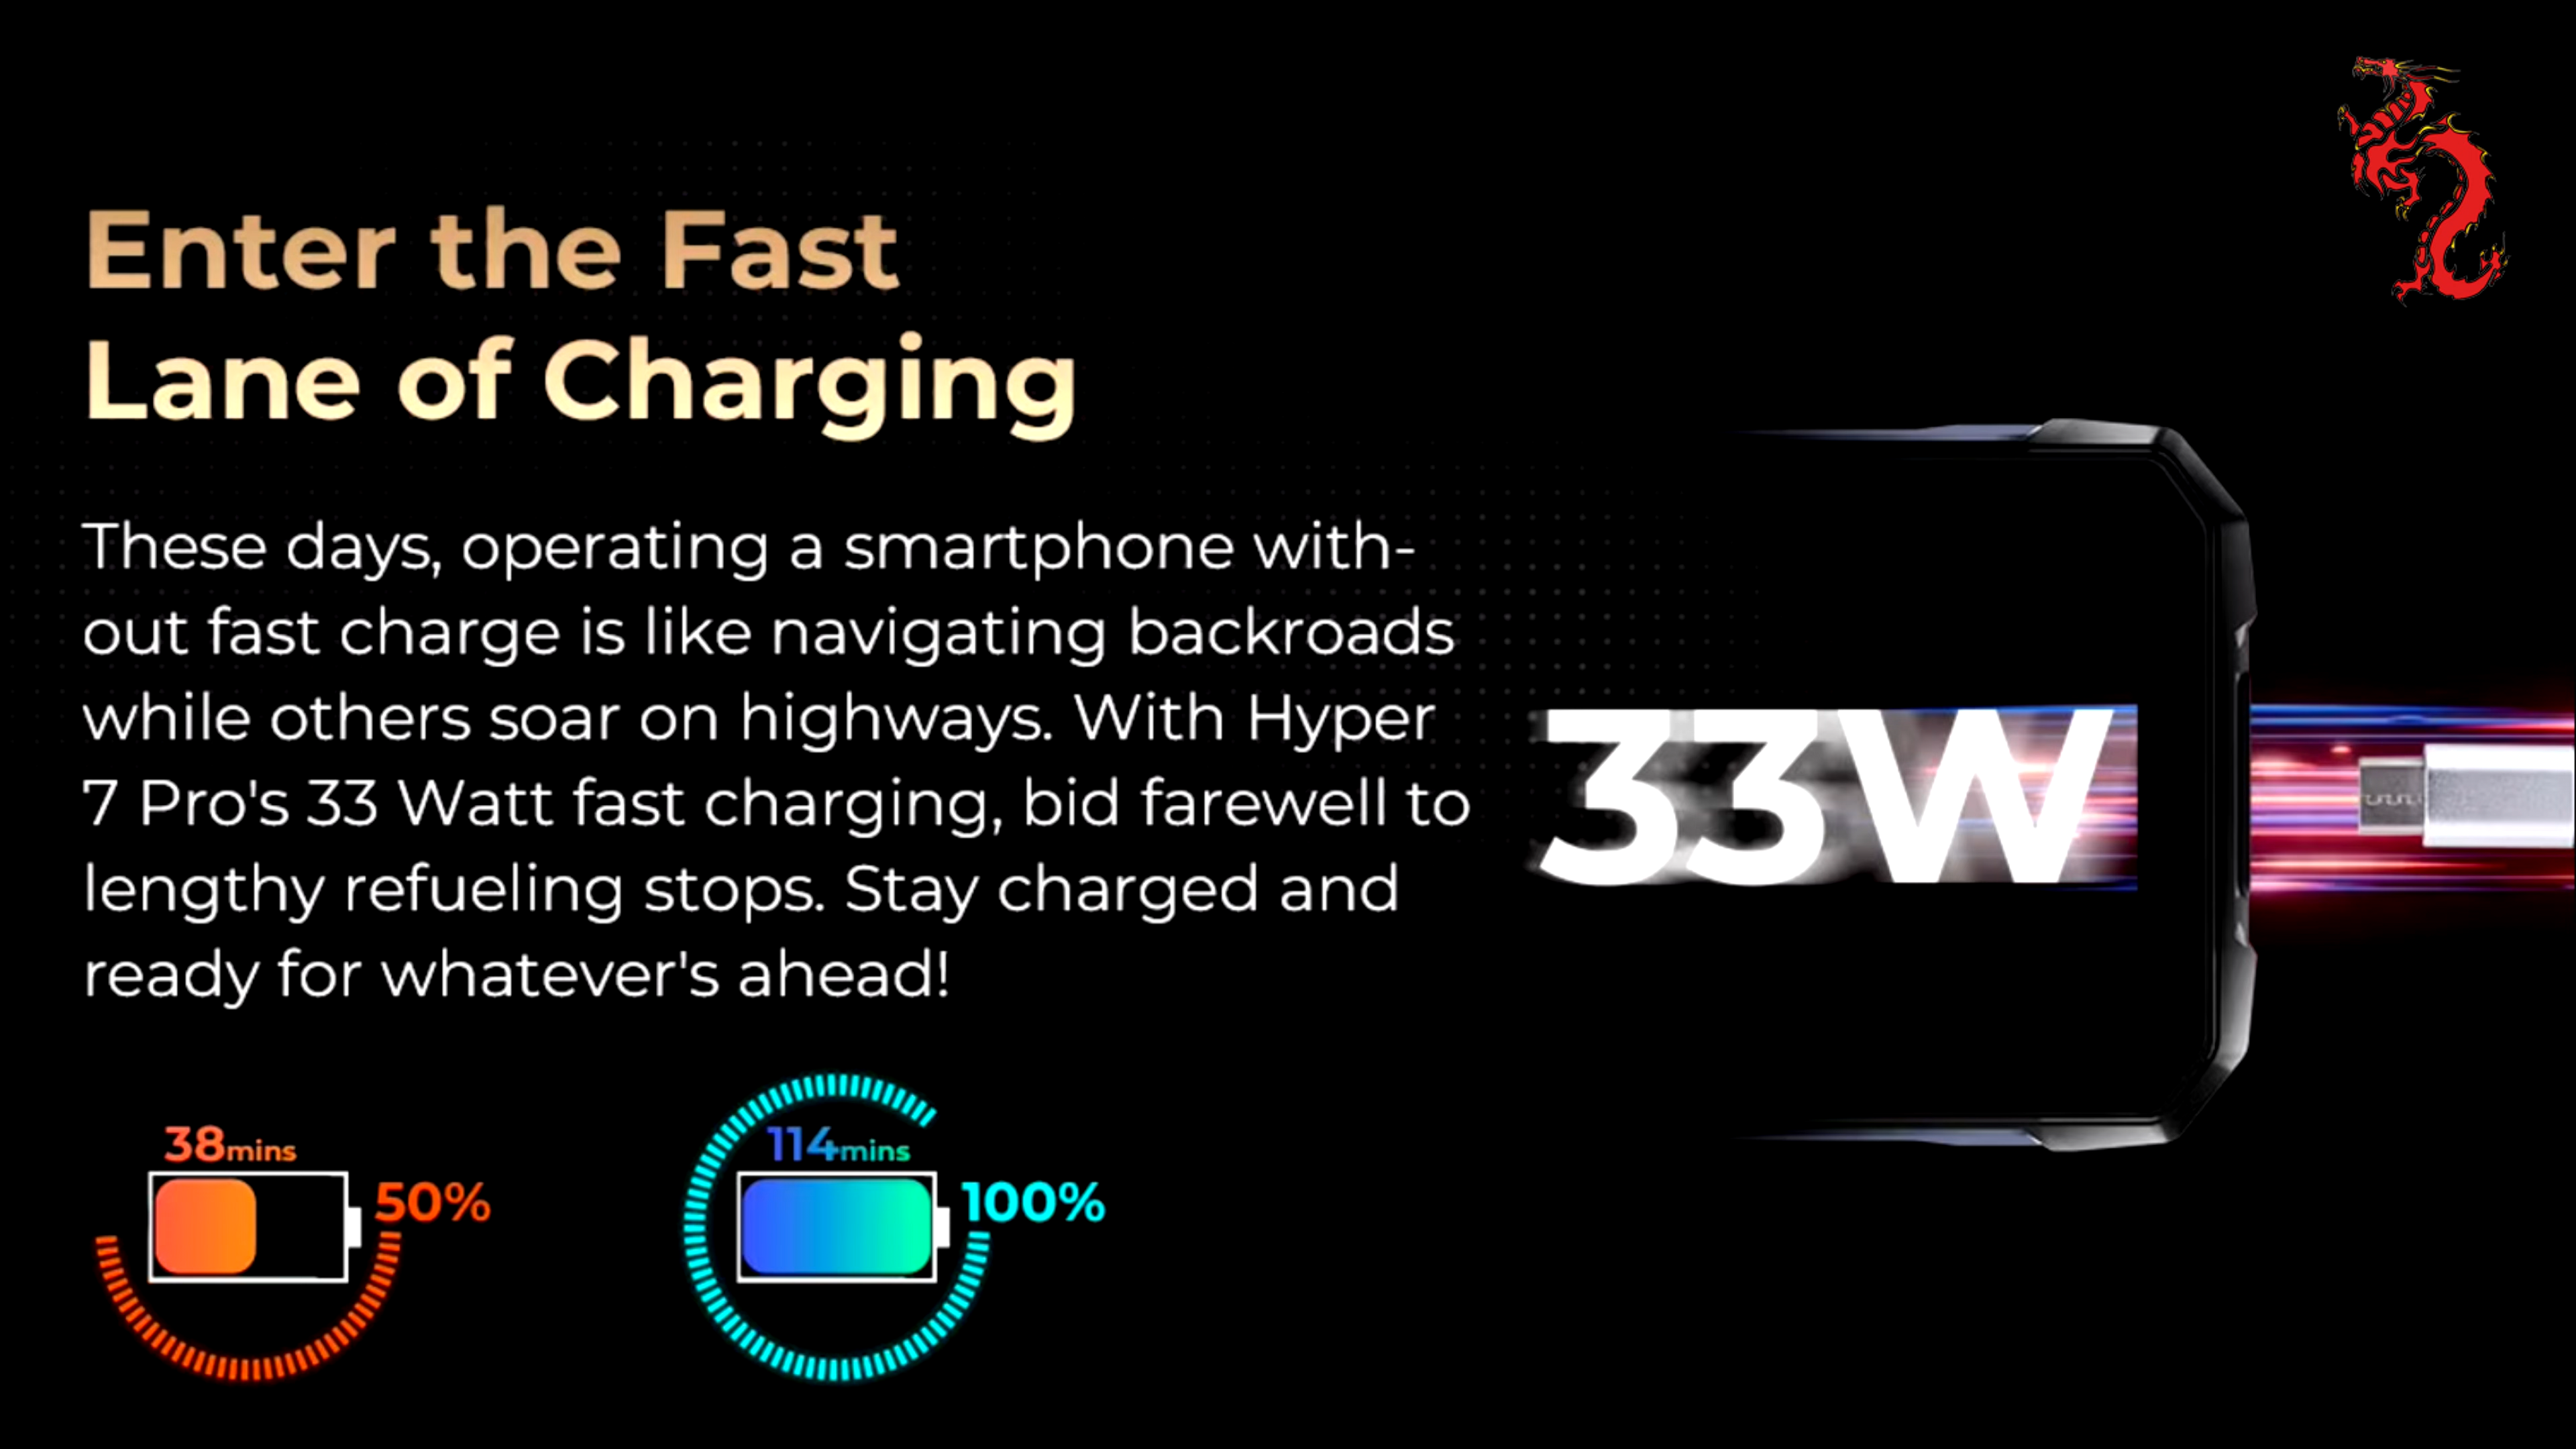 Enter the Fast
Lane of Charging
These days, operating a smartphone with-
out fast charge is like navigating backroads
while others soar on highways. With Hyper
7 Pro's 33 Watt fast charging, bid farewell to
lengthy refueling stops. Stay charged and
ready for whatever's ahead!
33W
38mins
50%
114mins
100%